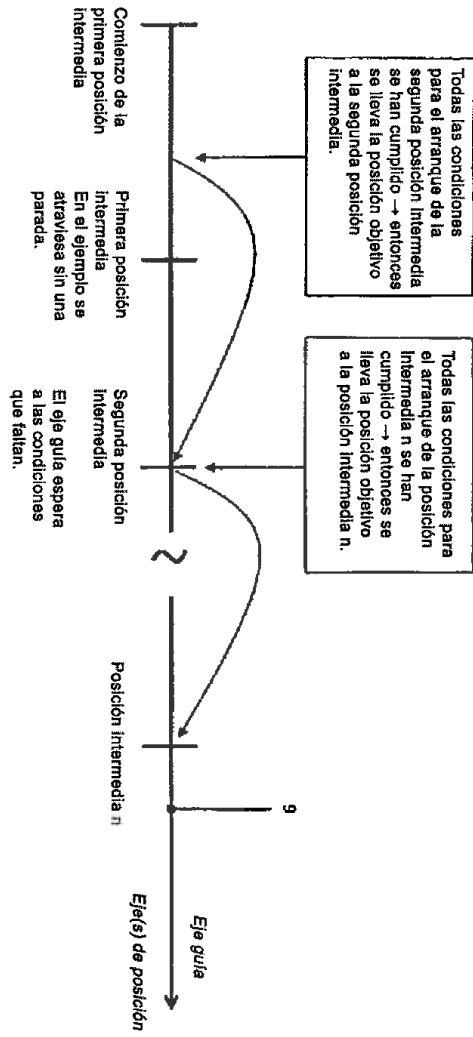 Todas las condiciones
para el arranque de la
segunda posición intermedia
se han cumplido → entonces
se lleva la posición objetivo
a la segunda posición
intermedia.
Todas las condiciones para
el arranque de la posición
intermedia n se han
cumplido → entonces se
lleva la posición objetivo
a la posición intermedia n.
9
Eje guía
Eje(s) de posición
Comienzo de la
primera posición
intermedia
Primera posición
intermedia
En el ejemplo se
atraviesa sin una
parada.
Segunda posición
intermedia
El eje guía espera
a las condiciones
que faltan.
Posición intermedia n